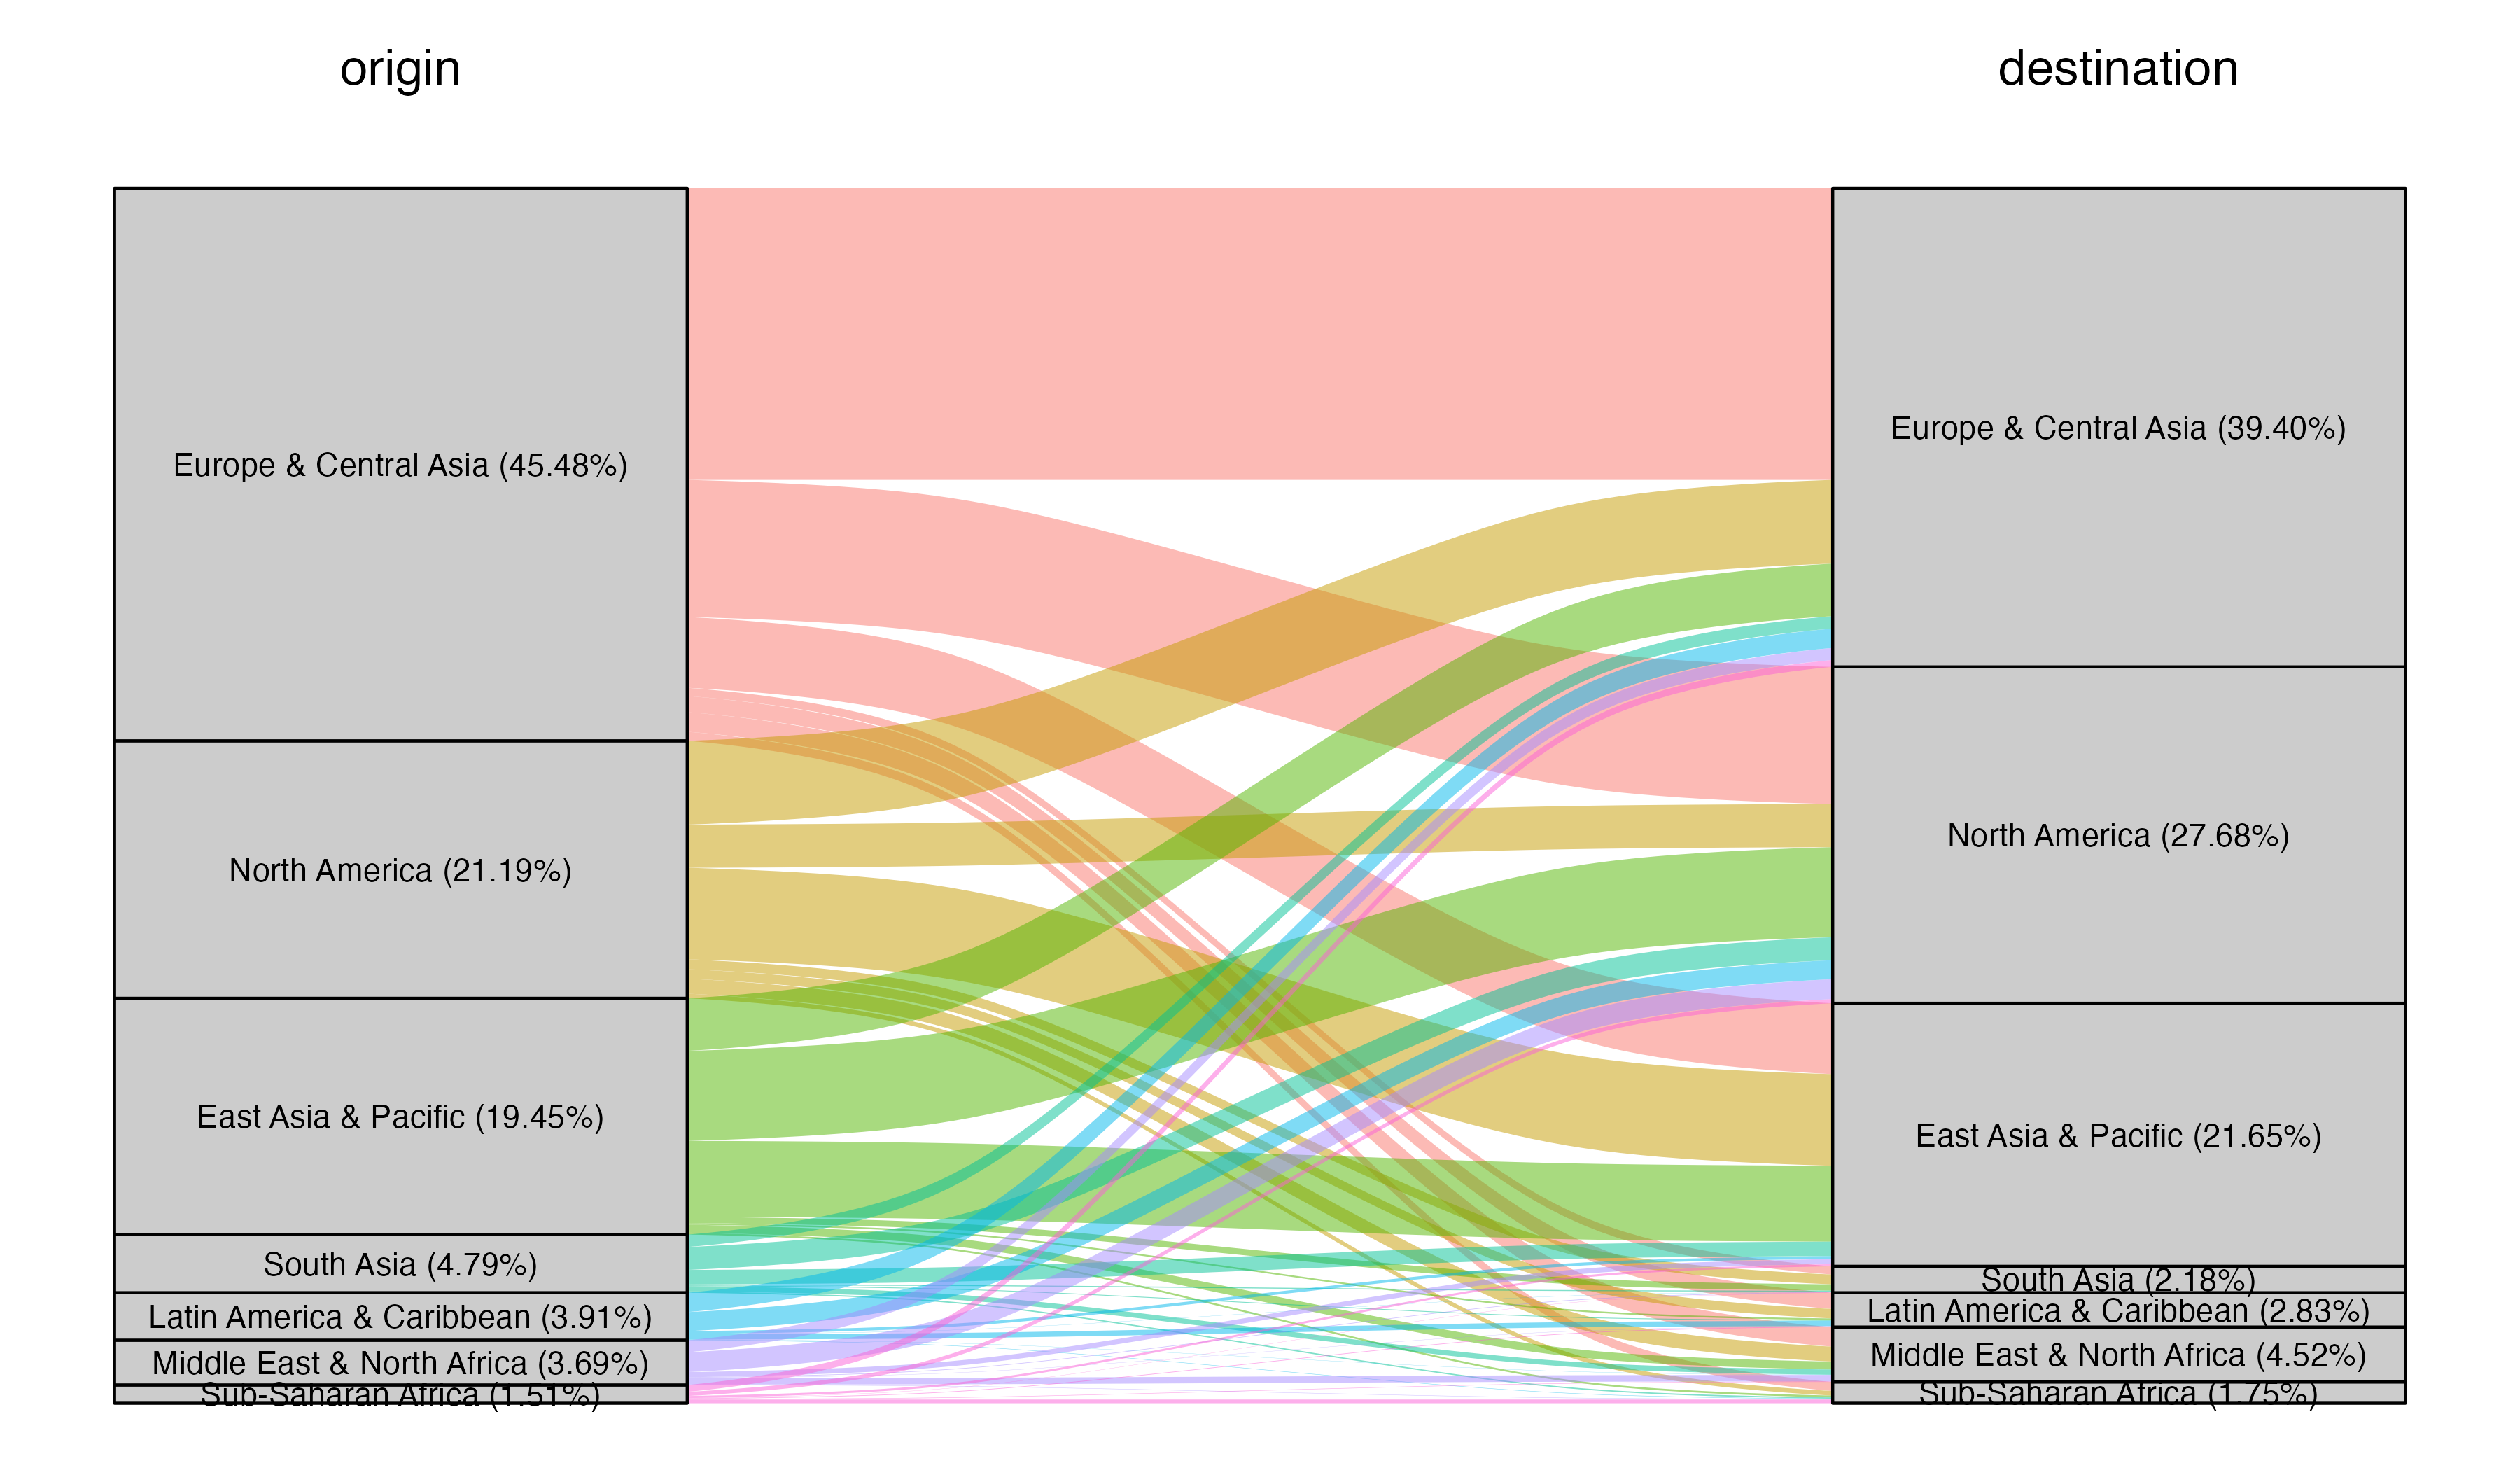 origin
destination
Europe & Central Asia (45.48%)
North America (21.19%)
East Asia & Pacific (19.45%)
South Asia (4.79%)
Latin America & Caribbean (3.91%)
Middle East & North Africa (3.69%)
Sub-Saharan Africa (1.51%)
Europe & Central Asia (39.40%)
North America (27.68%)
East Asia & Pacific (21.65%)
South Asia (2.18%)
Latin America & Caribbean (2.83%)
Middle East & North Africa (4.52%)
Sub-Saharan Africa (1.75%)